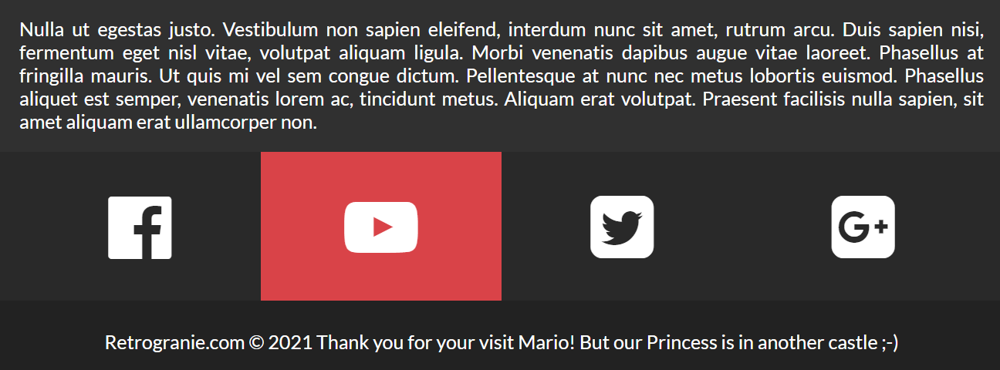 Nulla ut egestas justo. Vestibulum non sapien eleifend, interdum nunc sit amet, rutrum arcu. Duis sapien nisi,
fermentum eget nisl vitae, volutpat aliquam ligula. Morbi venenatis dapibus augue vitae laoreet. Phasellus at
fringilla mauris. Ut quis mi vel sem congue dictum. Pellentesque at nunc nec metus lobortis euismod. Phasellus
aliquet est semper, venenatis lorem ac, tincidunt metus. Aliquam erat volutpat. Praesent facilisis nulla sapien, sit
amet aliquam erat ullamcorper non.
f G+
Retrogranie.com © 2021 Thank you for your visit Mario! But our Princess is in another castle ;-)